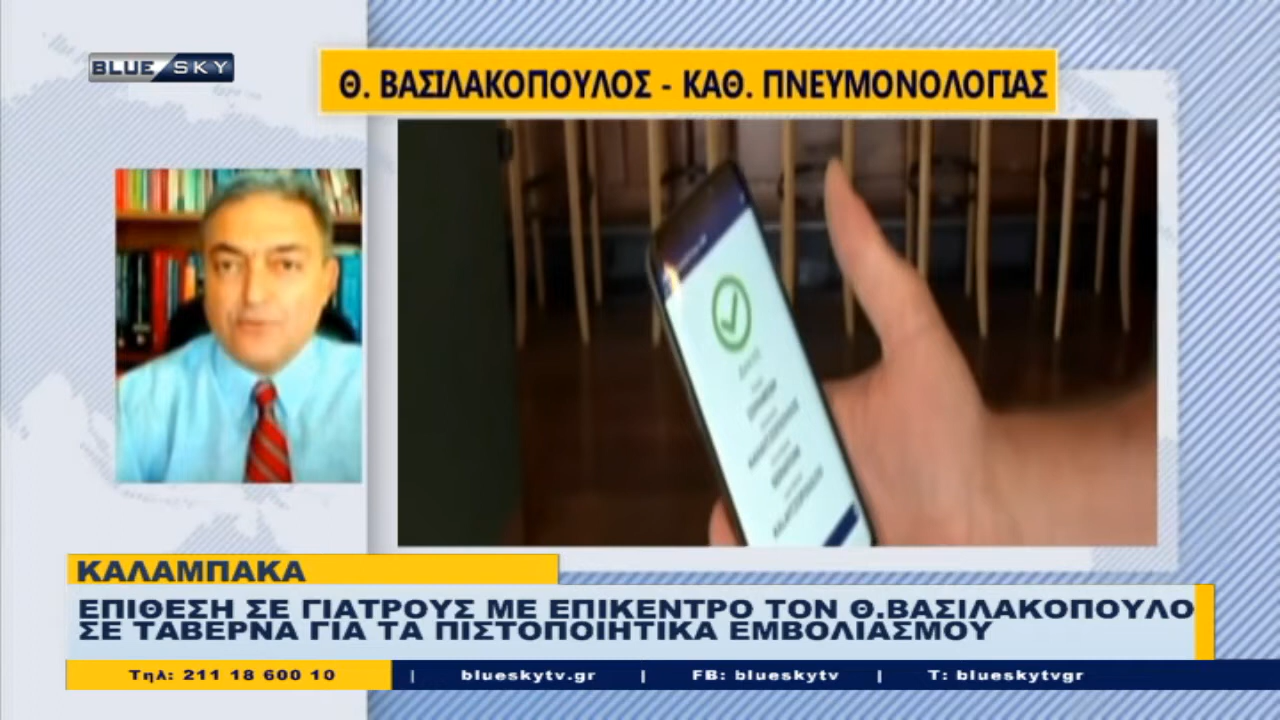 BLUE SKY
Θ. ΒΑΣΙΛΑΚΟΠΟΥΛΟΣ - ΚΑΘ. ΠΝΕΥΜΟΝΟΛΟΓΙΑΣ
ΚΑΛΑΜΠΑΚΑ
ΕΠΙΘΕΣΗ ΣΕ ΓΙΑΤΡΟΥΣ ΜΕ ΕΠΙΚΕΝΤΡΟ ΤΟΝ Θ.ΒΑΣΙΛΑΚΟΠΟΥΛΟ
ΣΕ ΤΑΒΕΡΝΑ ΓΙΑ ΤΑ ΠΙΣΤΟΠΟΙΗΤΙΚΑ ΕΜΒΟΛΙΑΣΜΟΥ
Τηλ: 211 18 600 10 | blueskytv.gr | FB: blueskytv | T: blueskytvgr